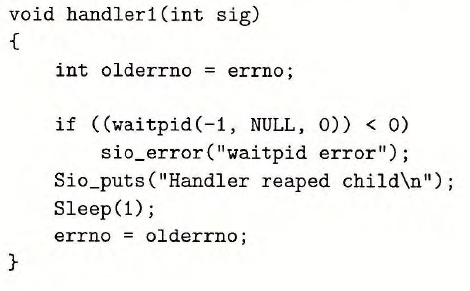 void handler1(int sig)
{
    int olderrno = errno;

    if ((waitpid(-1, NULL, 0)) < 0)
        sio_error("waitpid error");
    Sio_puts("Handler reaped child\n");
    Sleep(1);
    errno = olderrno;
}